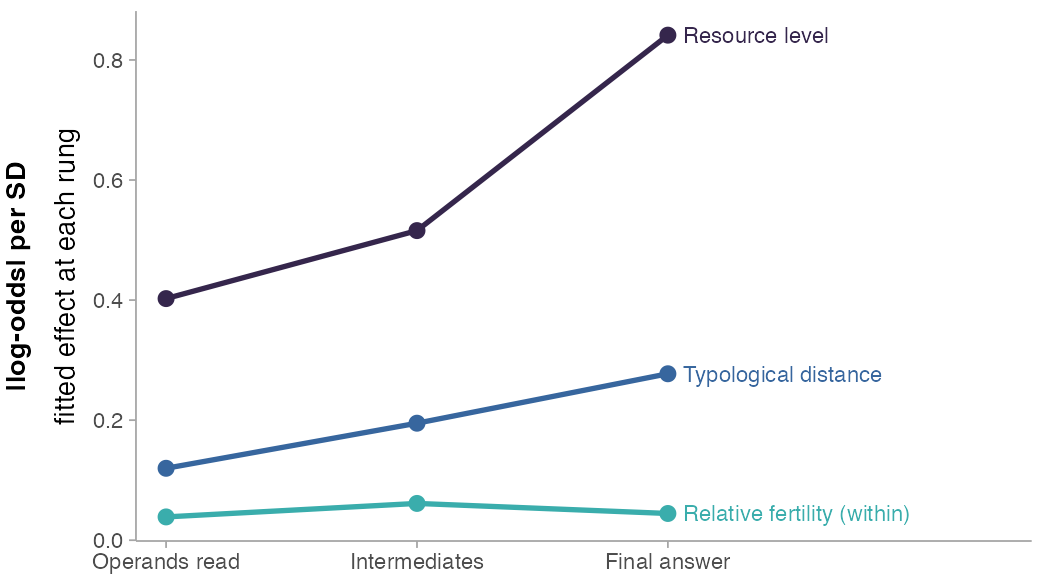 |log-odds| per SD
fitted effect at each rung
0.8
0.6
0.4
0.2
0.0
Resource level
Typological distance
Relative fertility (within)
Operands read
Intermediates
Final answer